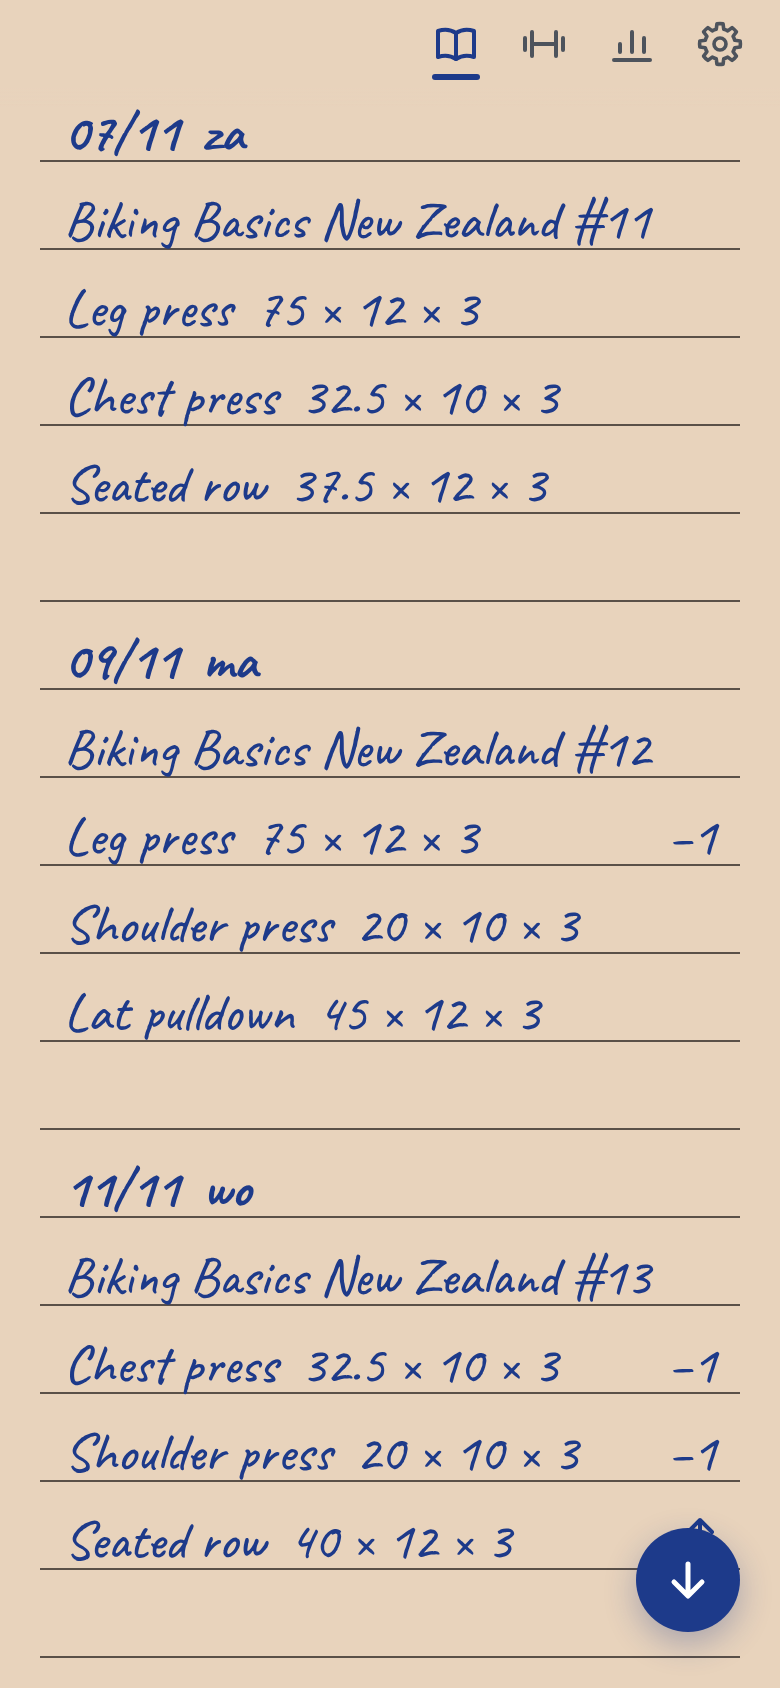 07/11 za
Biking Basics New Zealand #11
Leg press 75 × 12 × 3
Chest press 32.5 × 10 × 3
Seated row 37.5 × 12 × 3
09/11 ma
Biking Basics New Zealand #12
Leg press 75 × 12 × 3 –1
Shoulder press 20 × 10 × 3
Lat pulldown 45 × 12 × 3
11/11 wo
Biking Basics New Zealand #13
Chest press 32.5 × 10 × 3 –1
Shoulder press 20 × 10 × 3 –1
Seated row 40 × 12 × 3